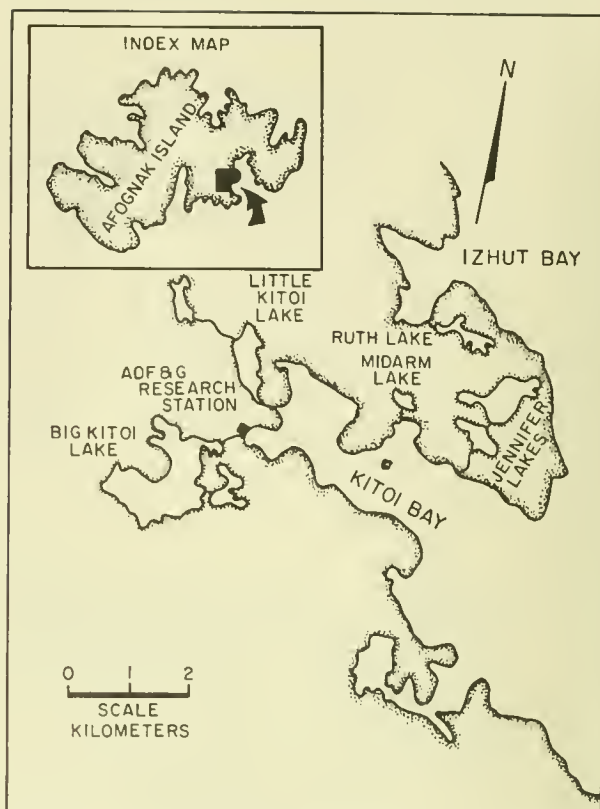 INDEX MAP
AFOGNAK ISLAND
N
IZHUT BAY
LITTLE
KITOI
LAKE
RUTH LAKE
MIDARM
LAKE
ADF&G
RESEARCH
STATION
BIG KITOI
LAKE
JENNIFER
LAKES
KITOI BAY
0 1 2
SCALE
KILOMETERS